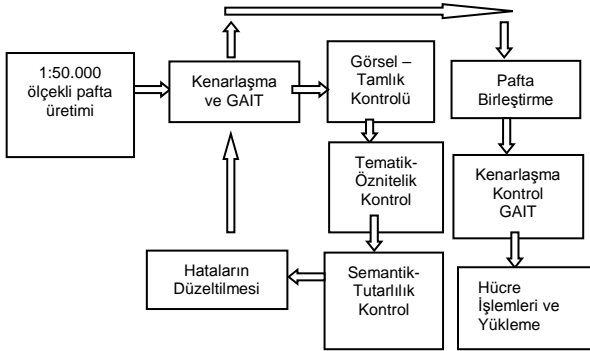 1:50.000
ölçekli pafta
üretimi
Kenarlaşma
ve GAIT
Görsel –
Tamlık
Kontrolü
Pafta
Birleştirme
Tematik-
Öznitelik
Kontrol
Kenarlaşma
Kontrol
GAIT
Hataların
Düzeltilmesi
Semantik-
Tutarlılık
Kontrol
Hücre
İşlemleri ve
Yükleme